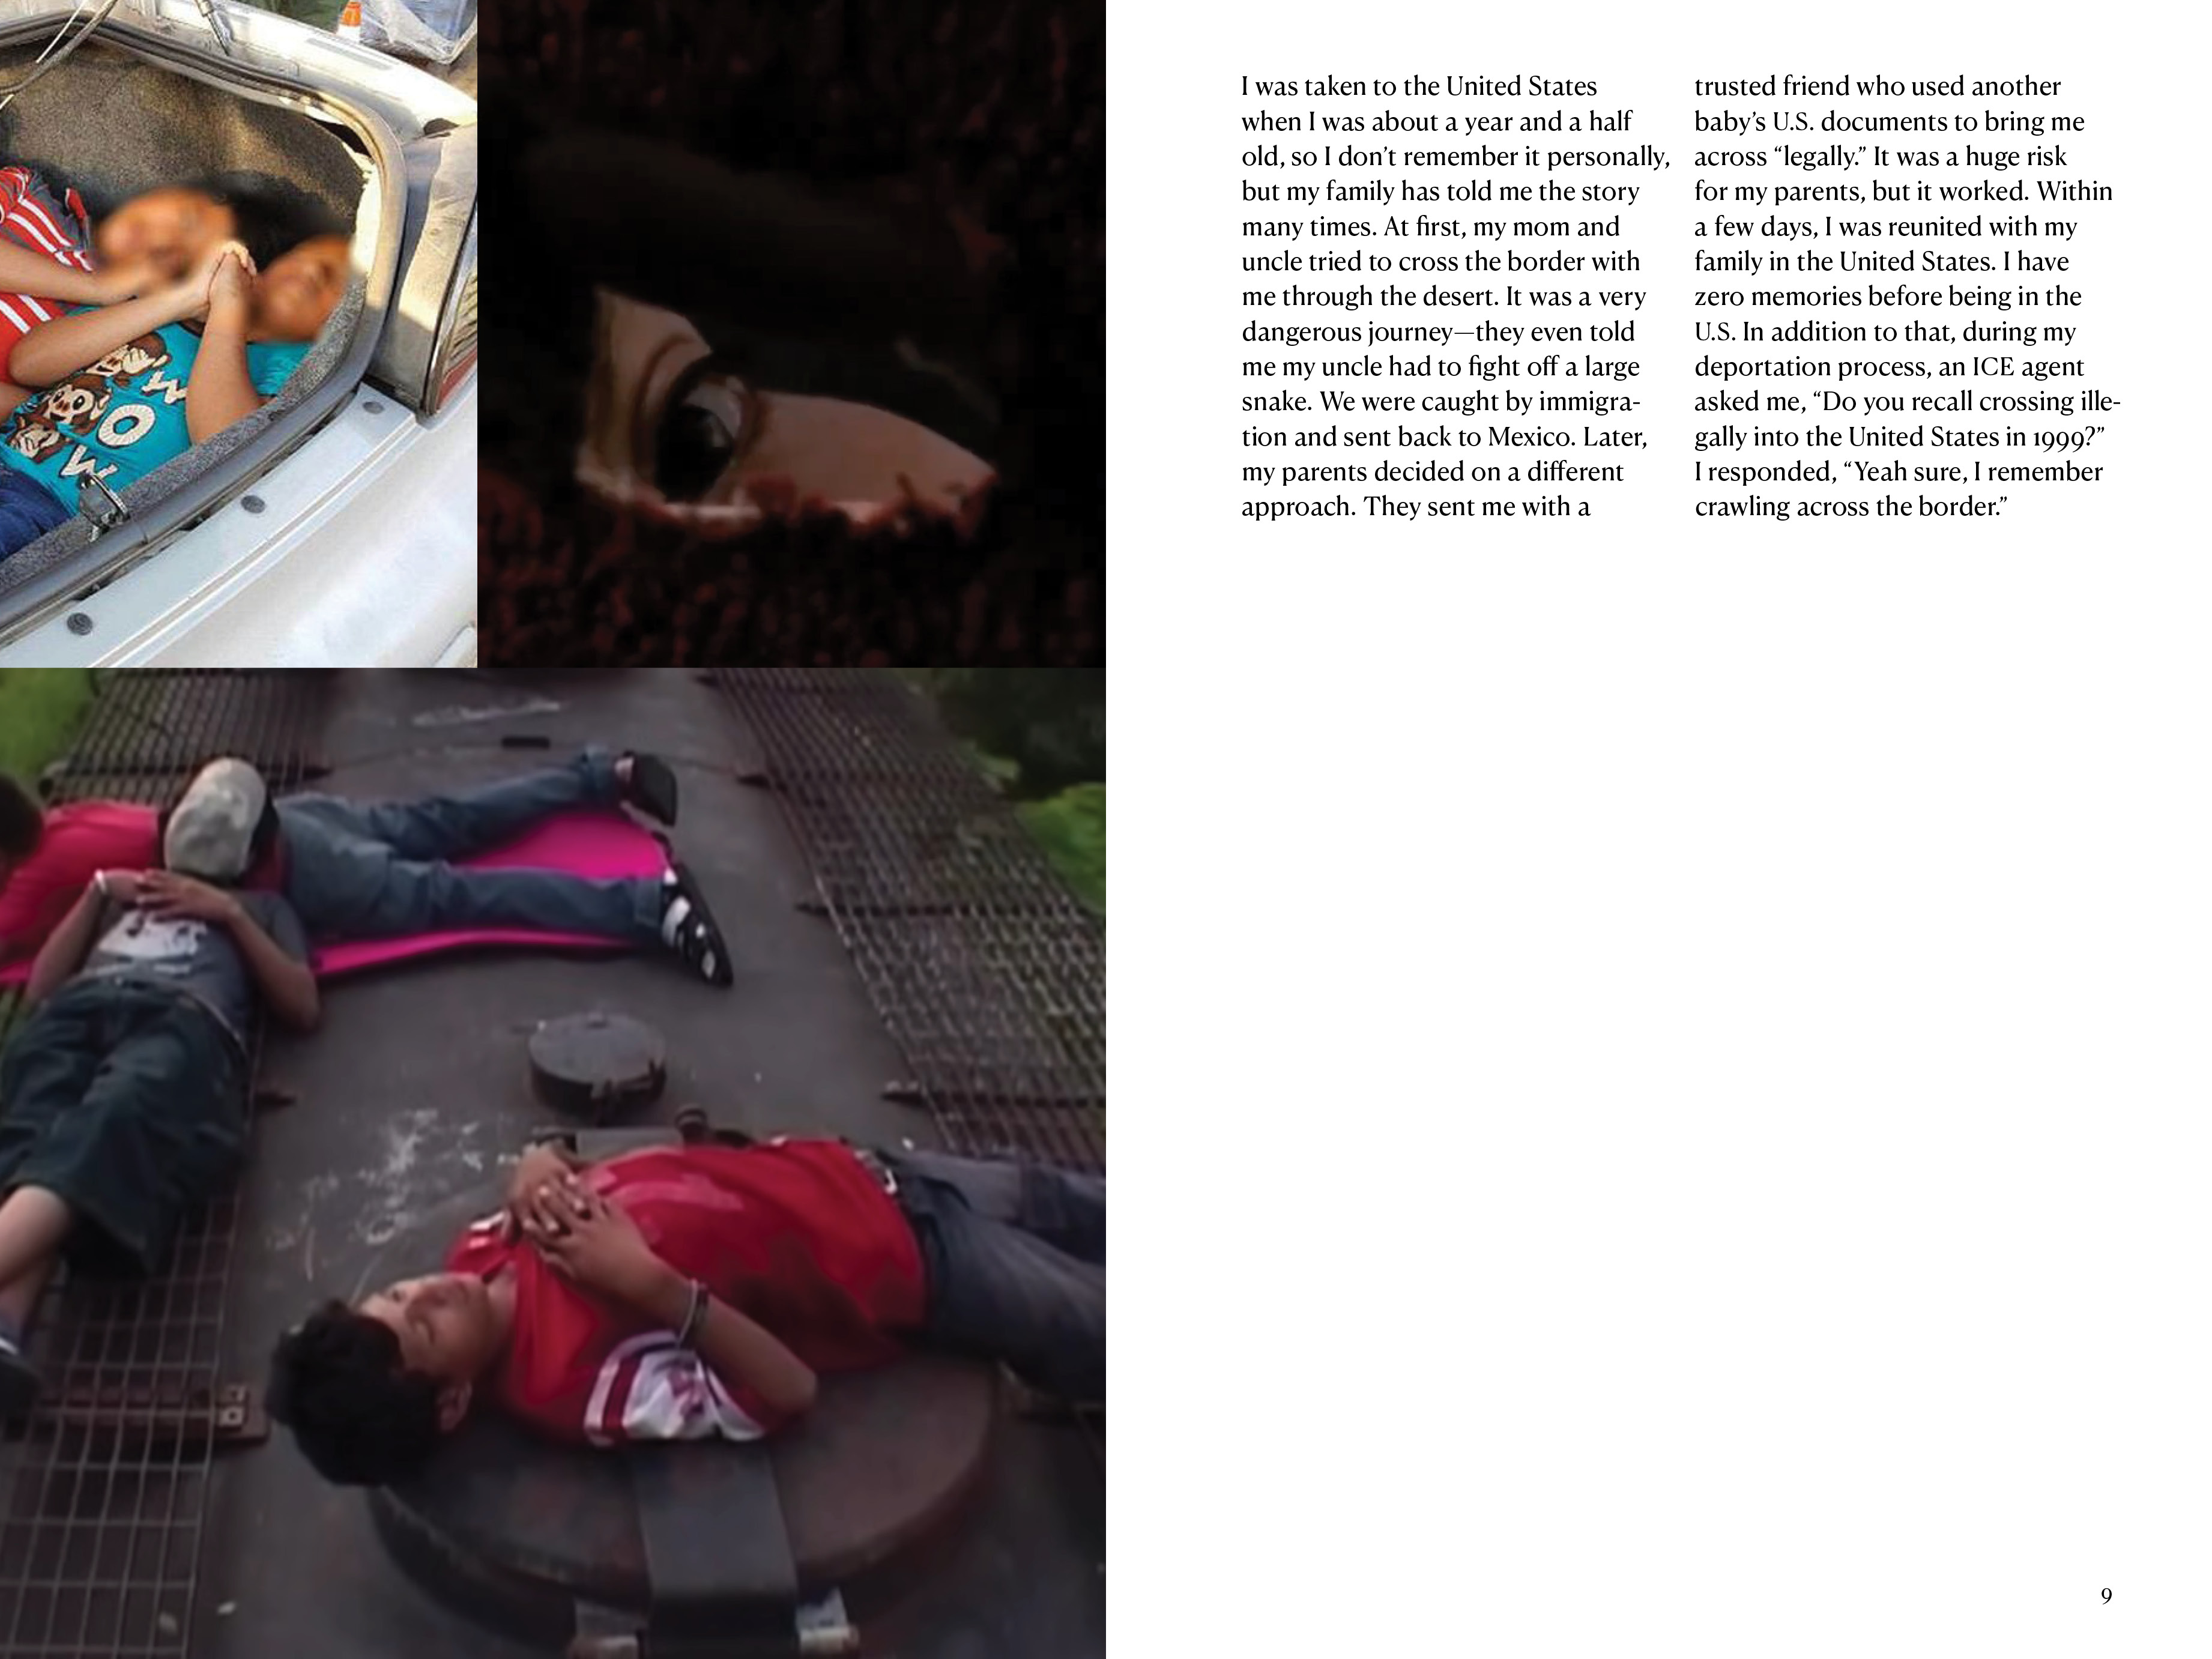 WOW
I was taken to the United States
when I was about a year and a half
old, so I don’t remember it personally,
but my family has told me the story
many times. At first, my mom and
uncle tried to cross the border with
me through the desert. It was a very
dangerous journey—they even told
me my uncle had to fight off a large
snake. We were caught by immigra-
tion and sent back to Mexico. Later,
my parents decided on a different
approach. They sent me with a
trusted friend who used another
baby’s U.S. documents to bring me
across “legally.” It was a huge risk
for my parents, but it worked. Within
a few days, I was reunited with my
family in the United States. I have
zero memories before being in the
U.S. In addition to that, during my
deportation process, an ICE agent
asked me, “Do you recall crossing ille-
gally into the United States in 1999?”
I responded, “Yeah sure, I remember
crawling across the border.”
9